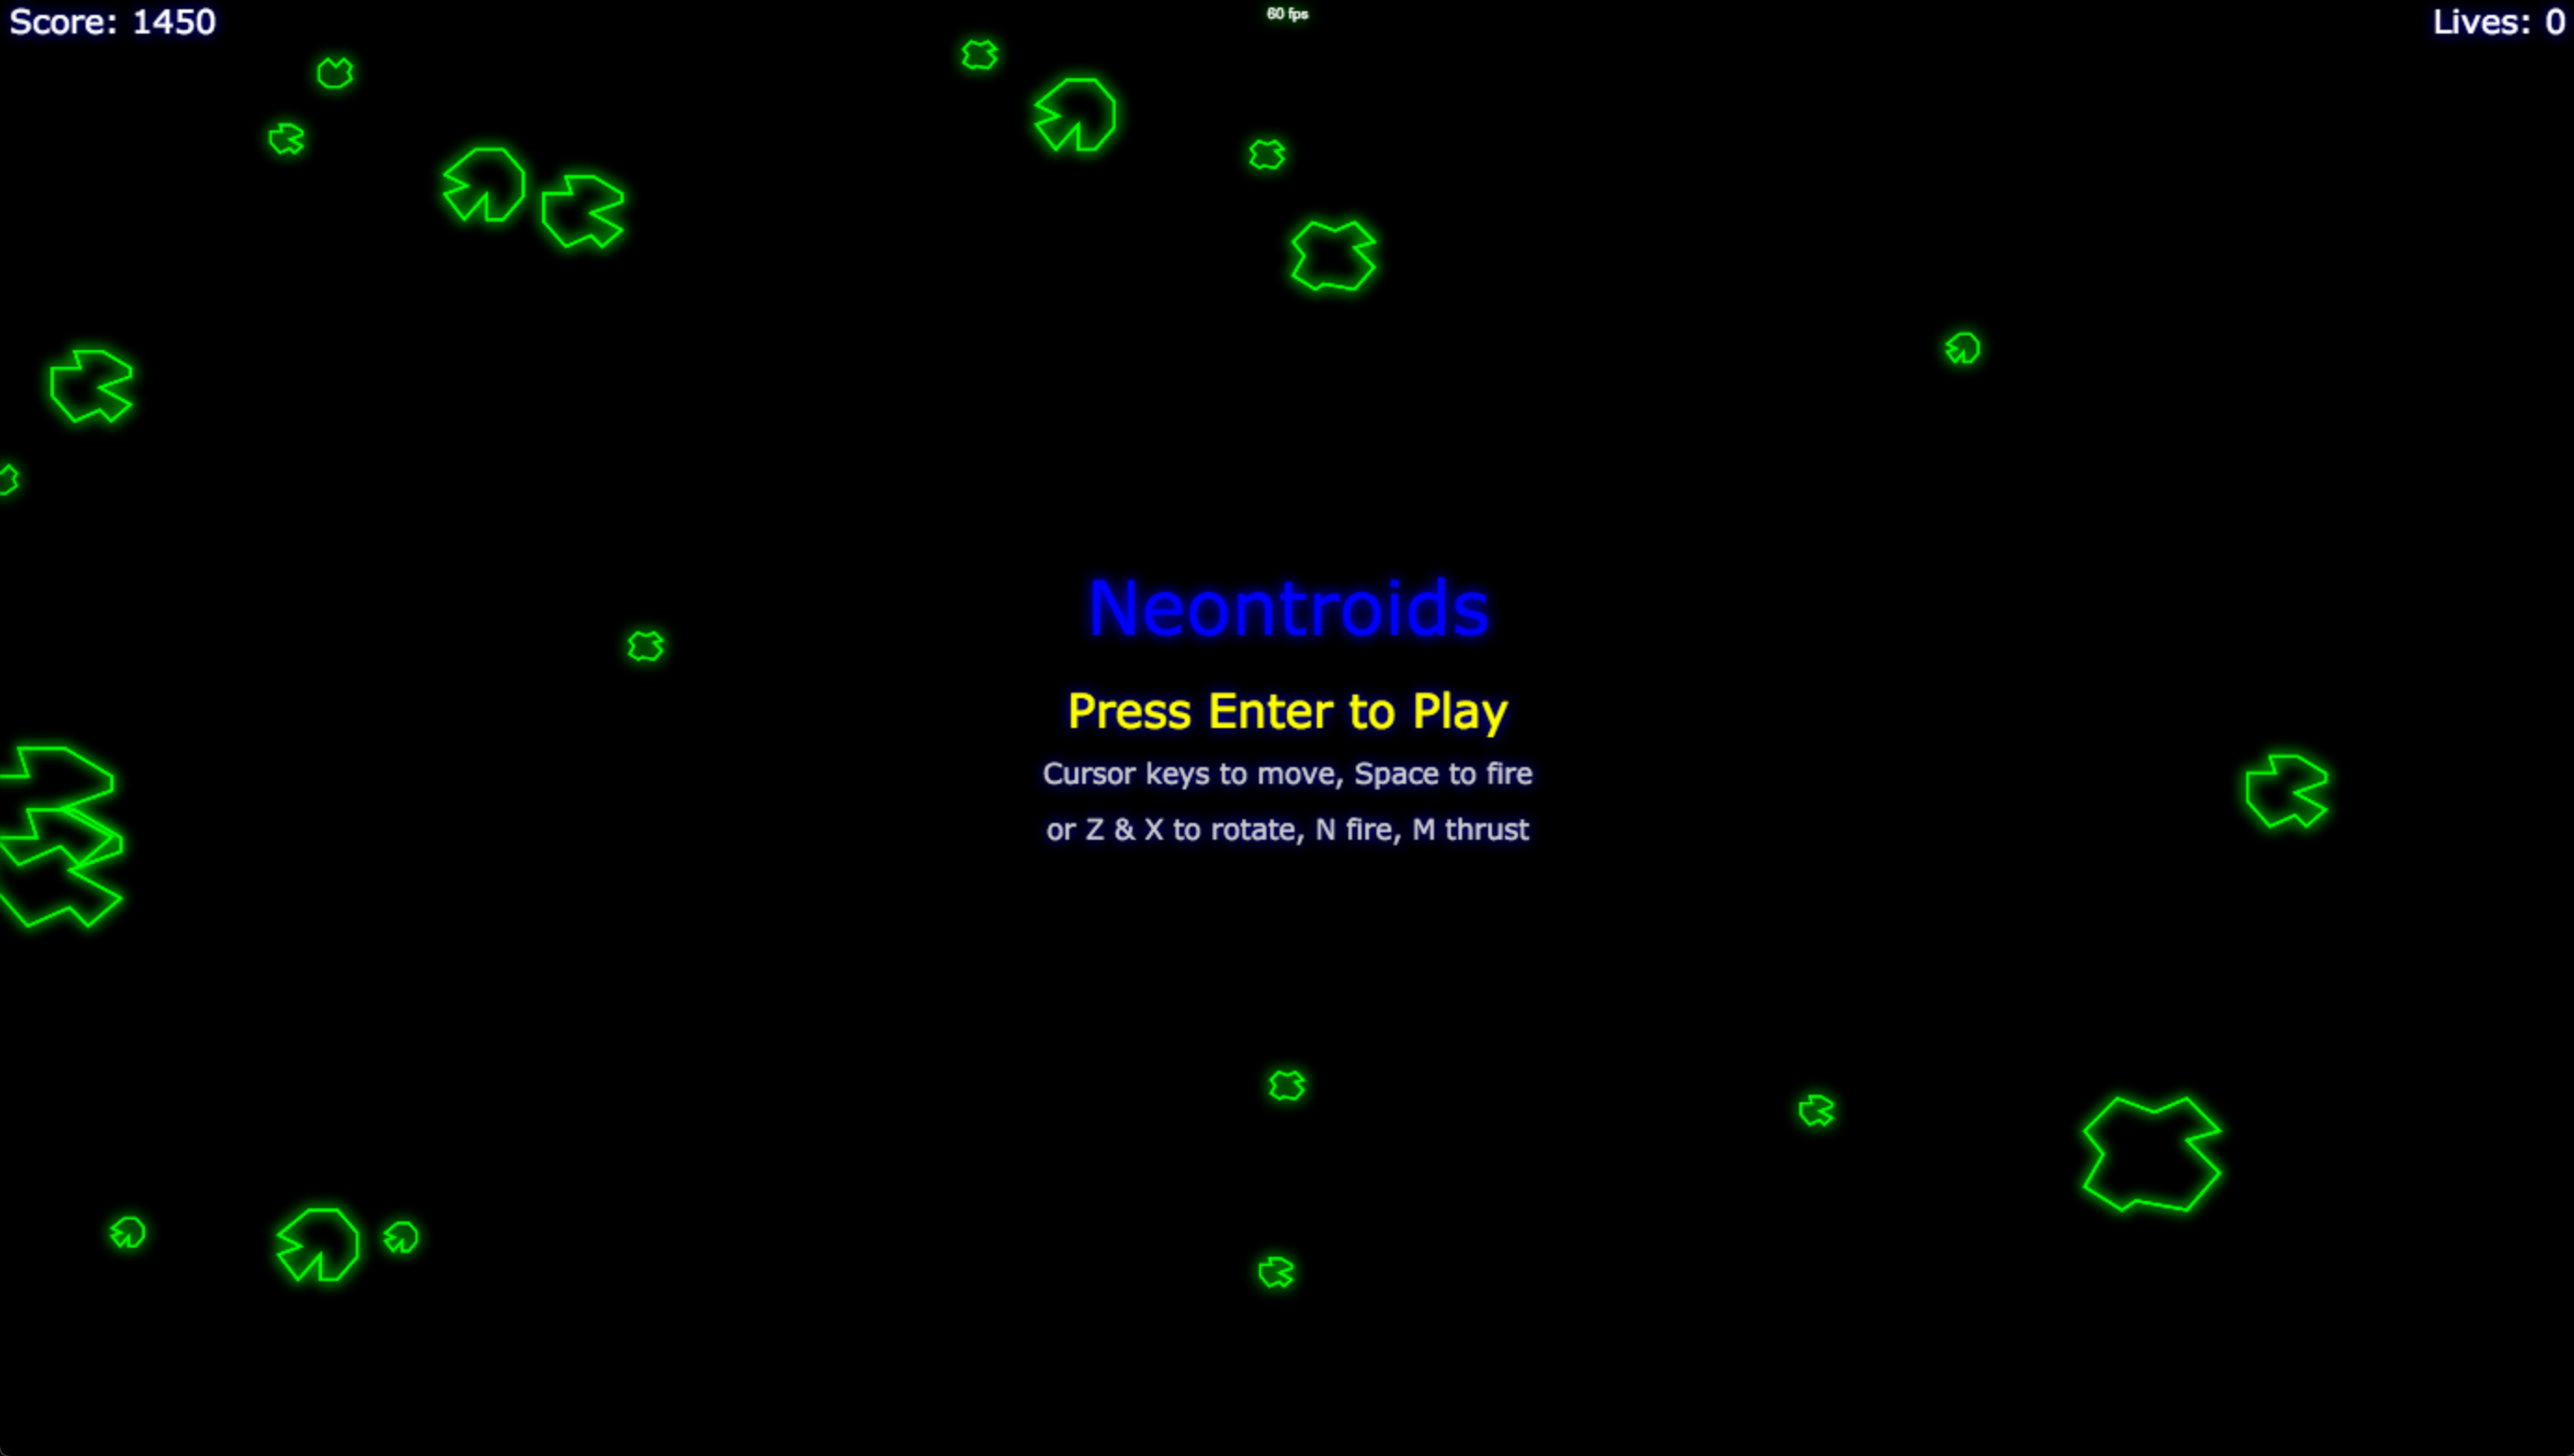 Score: 1450
60 fps
Lives: 0
Neontroids
Press Enter to Play
Cursor keys to move, Space to fire
or Z & X to rotate, N fire, M thrust